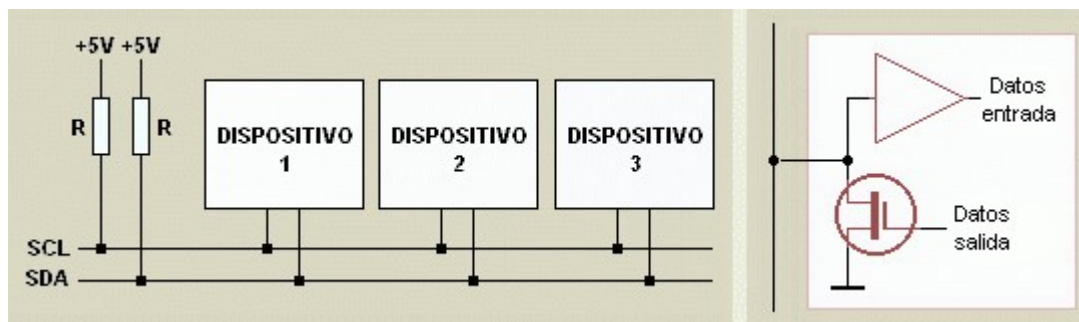 +5V +5V
R
R
DISPOSITIVO
1
DISPOSITIVO
2
DISPOSITIVO
3
SCL
SDA
Datos
entrada
Datos
salida